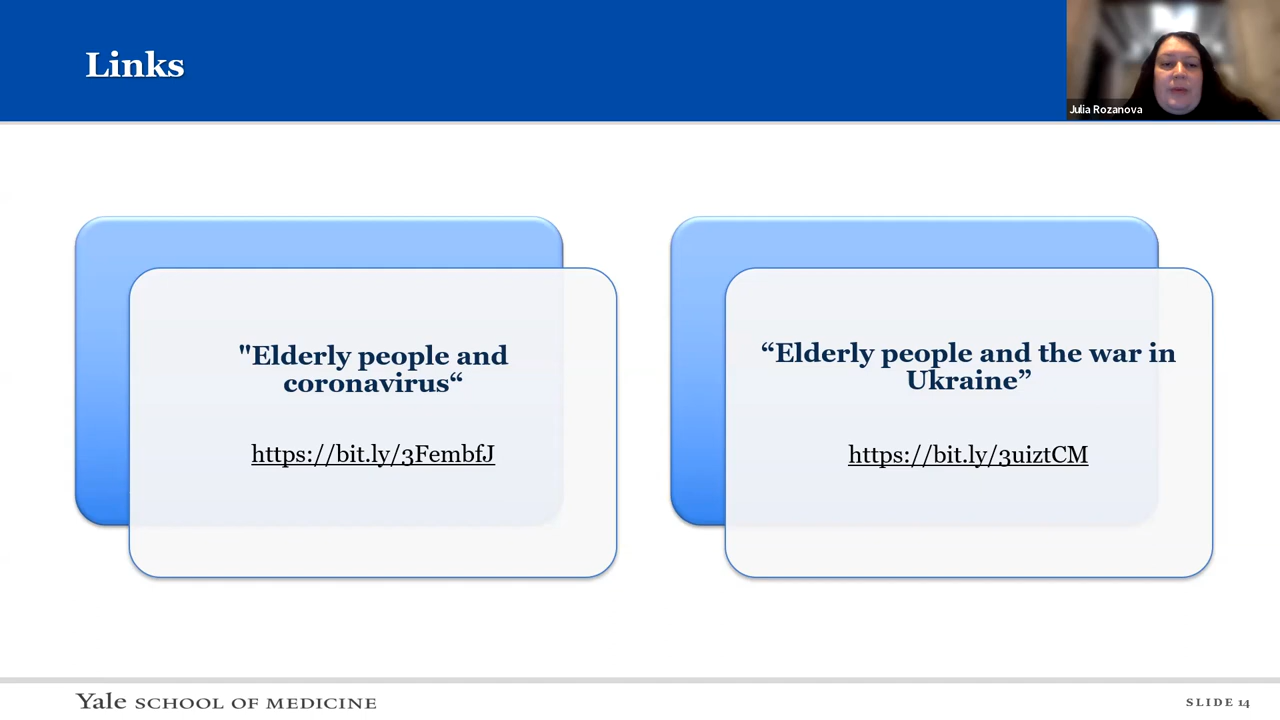 Links
Julia Rozanova
"Elderly people and
coronavirus“
https://bit.ly/3FembfJ
“Elderly people and the war in
Ukraine”
https://bit.ly/3uiztCM
Yale SCHOOL OF MEDICINE
SLIDE 14